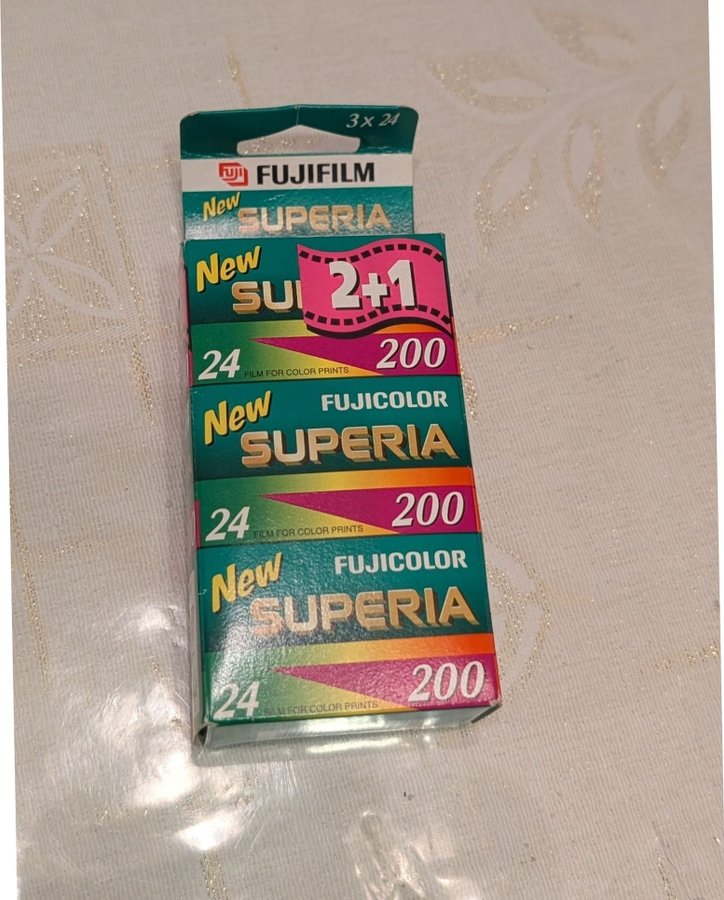 3 x 24
FUJI FUJIFILM
New SUPERIA
New
2+1
24 FILM FOR COLOR PRINTS 200
New FUJICOLOR
SUPERIA
24 FILM FOR COLOR PRINTS 200
New FUJICOLOR
SUPERIA
24 FILM FOR COLOR PRINTS 200